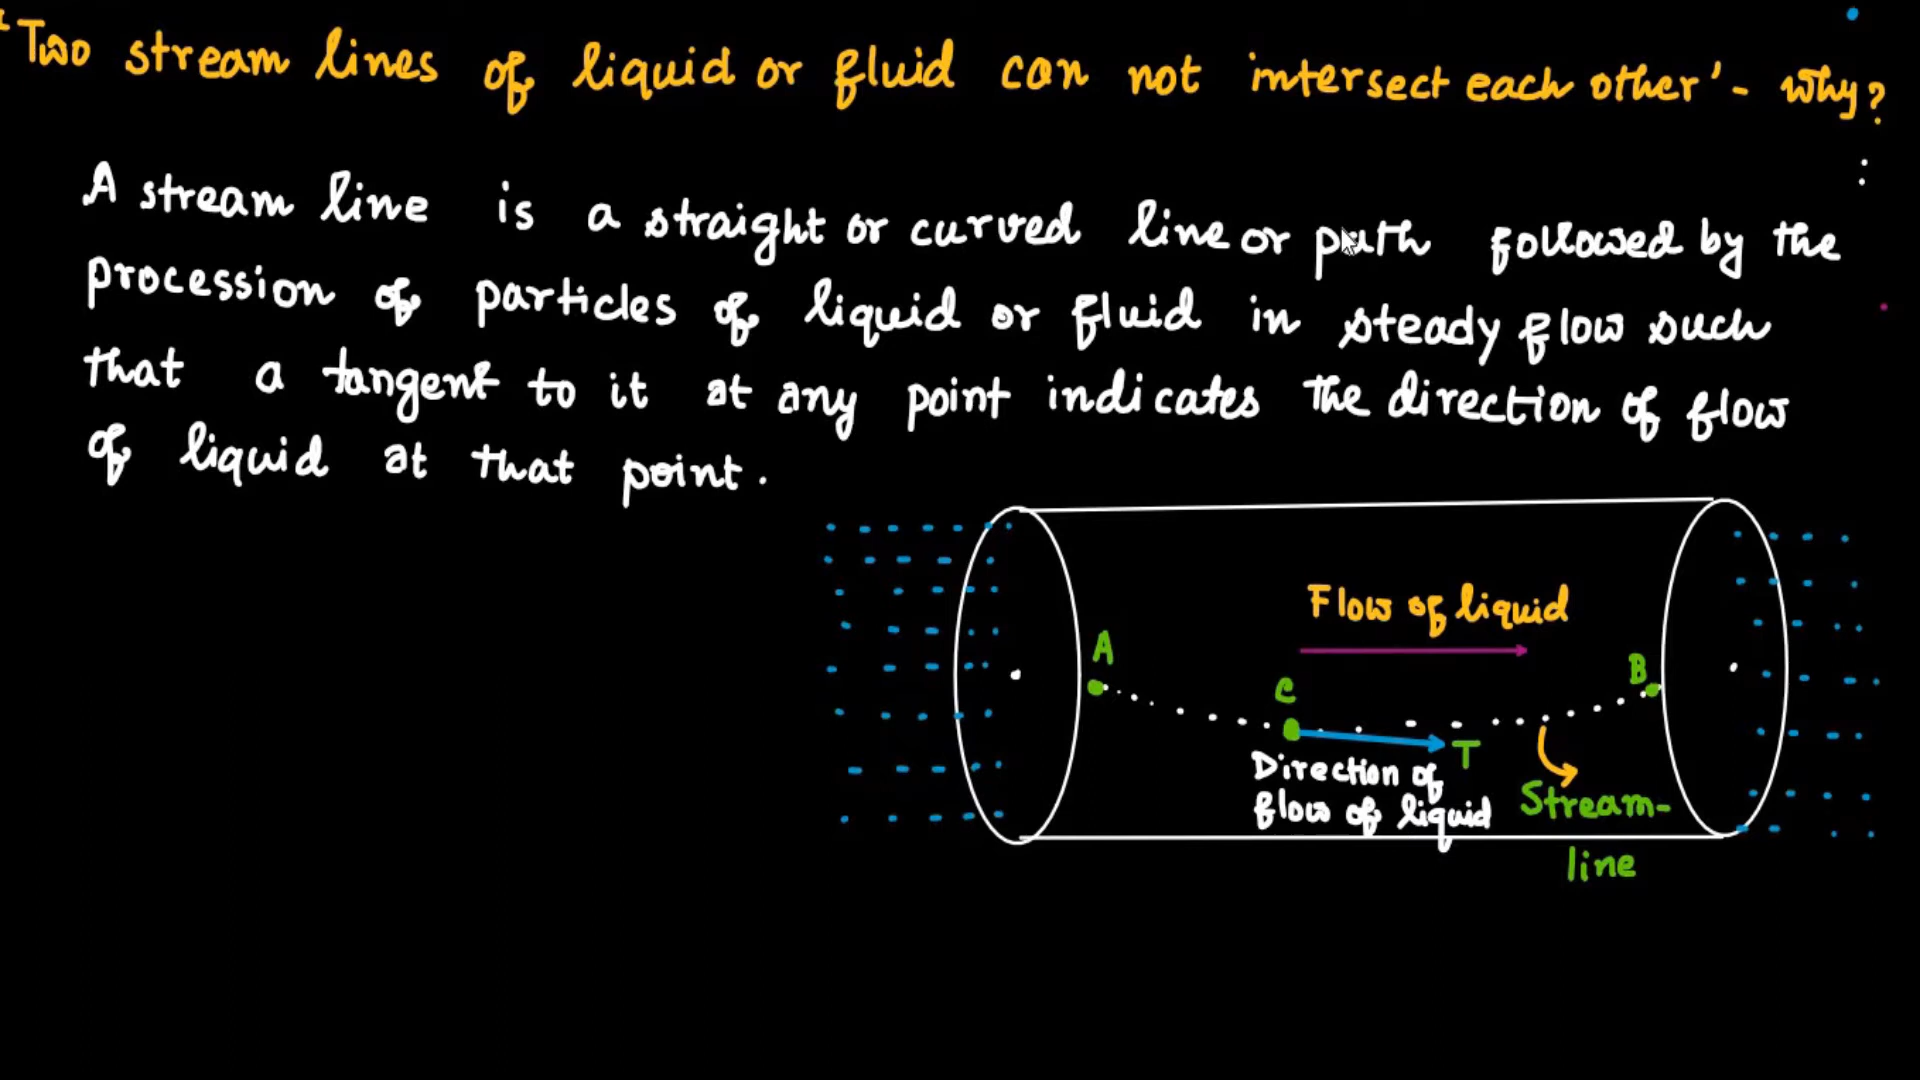 'Two stream lines of liquid or fluid can not intersect each other' - why?
A stream line is a straight or curved line or path followed by the
procession of particles of liquid or fluid in steady flow such
that a tangent to it at any point indicates the direction of flow
of liquid at that point.
Flow of liquid
A
B
C
T
Direction of
flow of liquid
Stream-
line